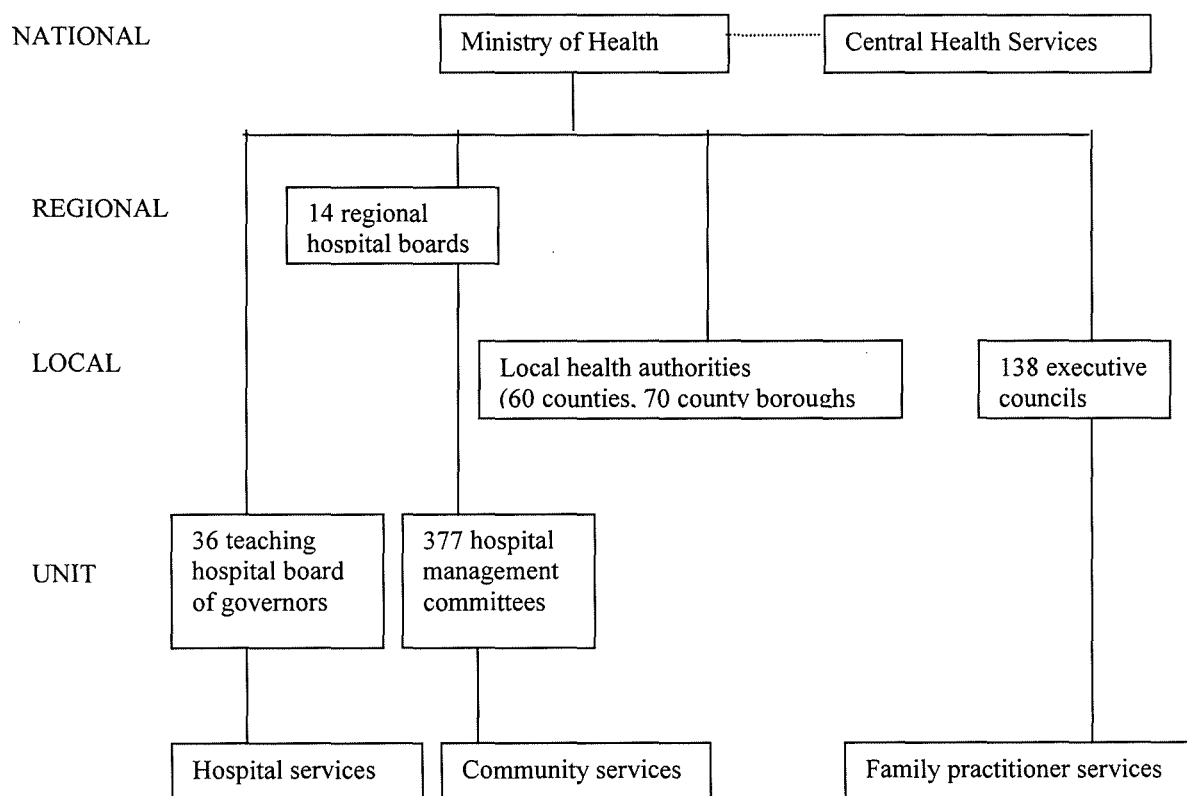 NATIONAL
Ministry of Health
Central Health Services
REGIONAL
14 regional
hospital boards
LOCAL
Local health authorities
(60 counties, 70 county boroughs
138 executive
councils
UNIT
36 teaching
hospital board
of governors
377 hospital
management
committees
Hospital services
Community services
Family practitioner services